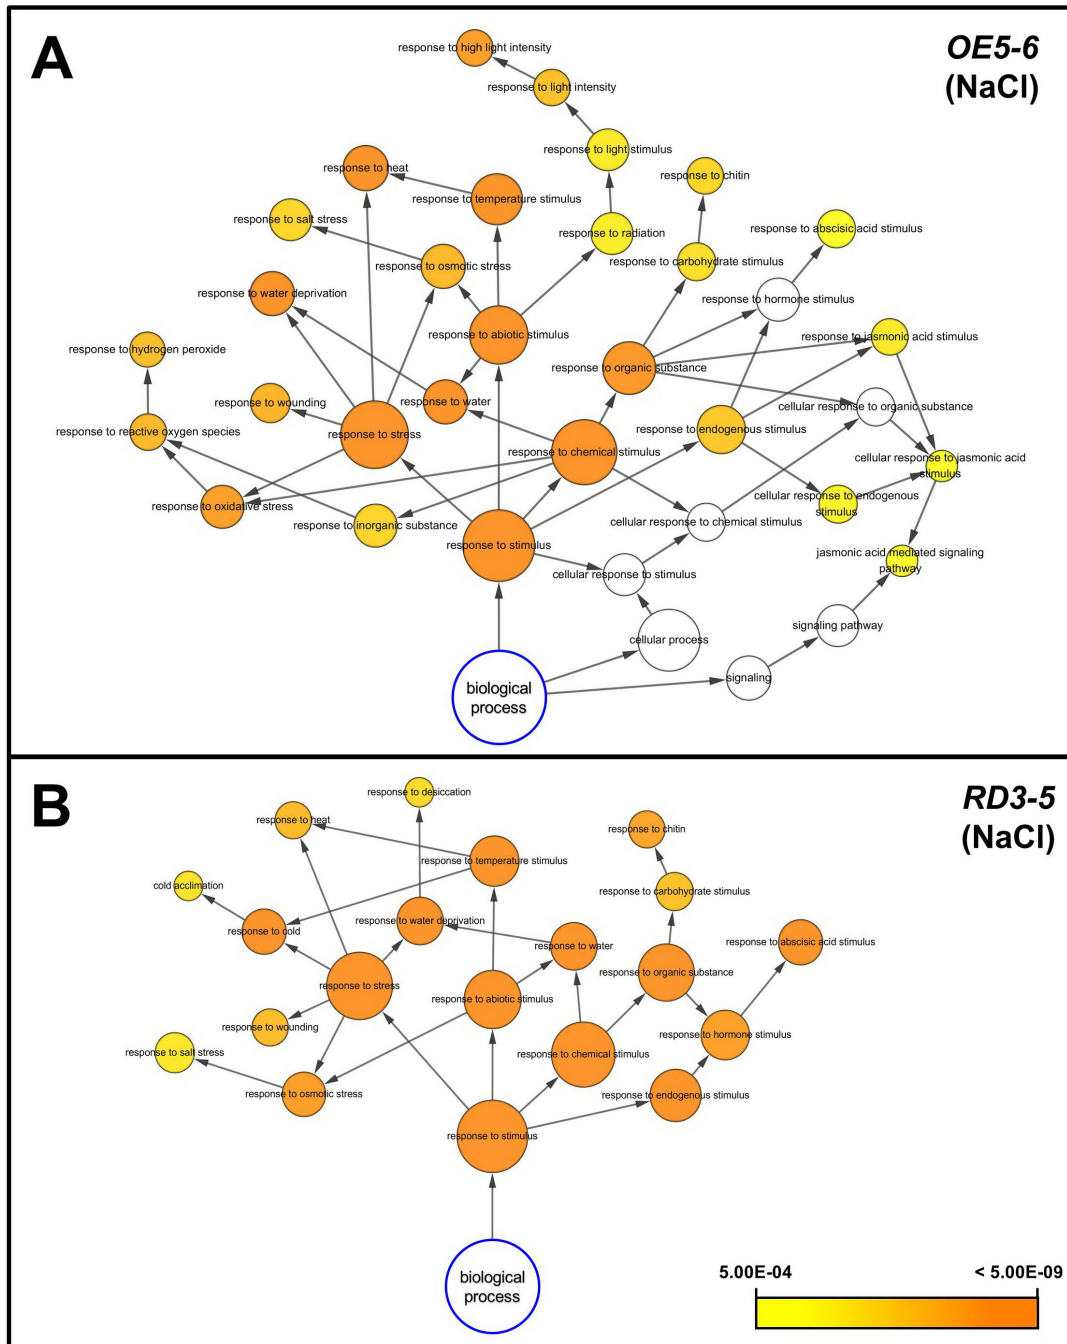 A
OE5-6
(NaCl)
response to high light intensity
response to light intensity
response to light stimulus
response to heat
response to chitin
response to temperature stimulus
response to salt stress
response to radiation
response to abscisic acid stimulus
response to osmotic stress
response to carbohydrate stimulus
response to water deprivation
response to hormone stimulus
response to abiotic stimulus
response to jasmonic acid stimulus
response to hydrogen peroxide
response to organic substance
response to wounding
response to water
cellular response to organic substance
response to reactive oxygen species
response to stress
response to endogenous stimulus
response to chemical stimulus
cellular response to jasmonic acid
stimulus
cellular response to endogenous
stimulus
response to oxidative stress
response to inorganic substance
cellular response to chemical stimulus
response to stimulus
jasmonic acid mediated signaling
pathway
cellular response to stimulus
signaling pathway
cellular process
signaling
biological
process
B
RD3-5
(NaCl)
response to desiccation
response to heat
response to chitin
response to temperature stimulus
cold acclimation
response to carbohydrate stimulus
response to water deprivation
response to cold
response to water
response to abscisic acid stimulus
response to organic substance
response to stress
response to abiotic stimulus
response to wounding
response to hormone stimulus
response to salt stress
response to chemical stimulus
response to osmotic stress
response to endogenous stimulus
response to stimulus
biological
process
5.00E-04
< 5.00E-09